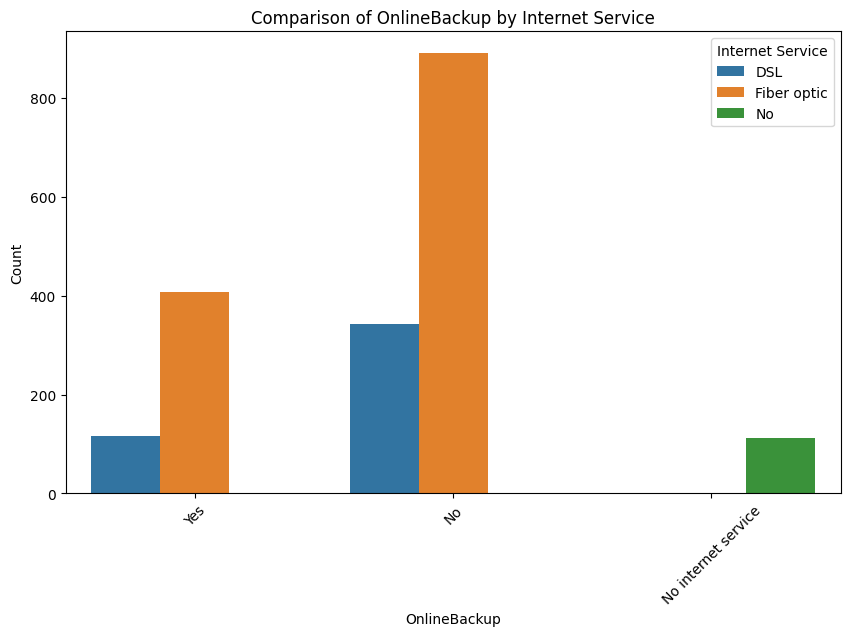 Comparison of OnlineBackup by Internet Service
Internet Service
DSL
Fiber optic
No
800
600
400
200
0
Count
Yes
No
No internet service
OnlineBackup